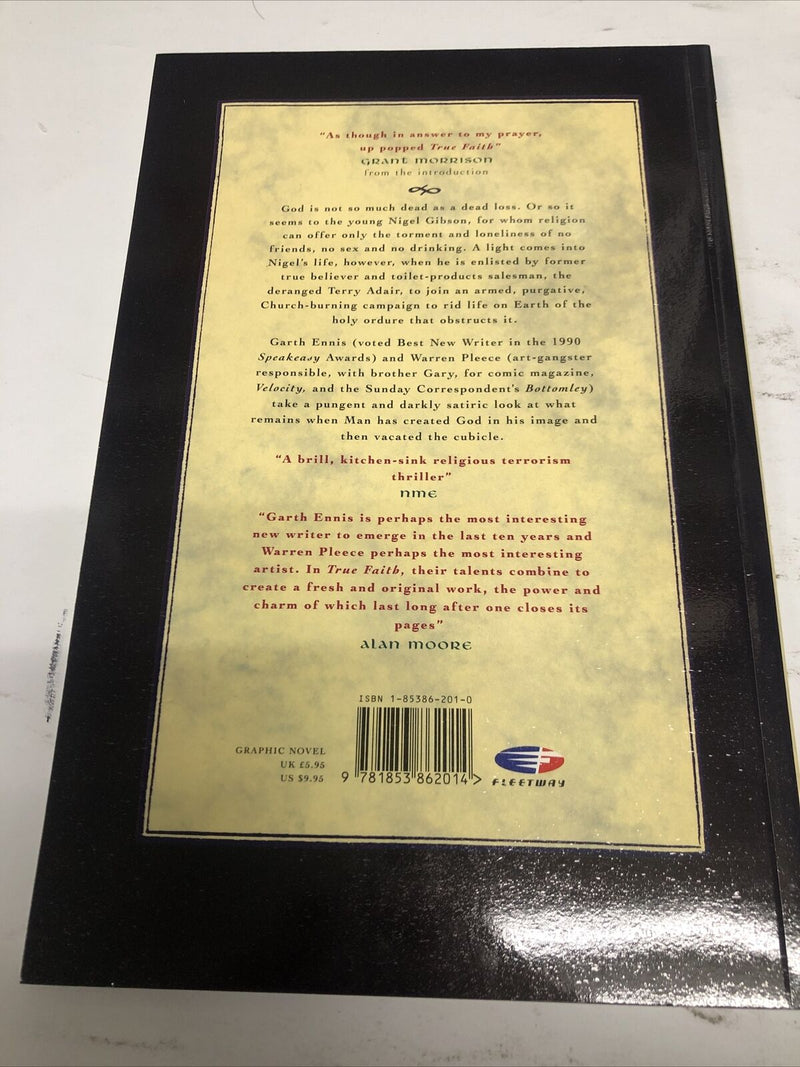 "As though in answer to my prayer,
up popped True Faith"
GRANT MORRISON
from the introduction
God is not so much dead as a dead loss. Or so it
seems to the young Nigel Gibson, for whom religion
can offer only the torment and loneliness of no
friends, no sex and no drinking. A light comes into
Nigel's life, however, when he is enlisted by former
true believer and toilet-products salesman, the
deranged Terry Adair, to join an armed, purgative,
Church-burning campaign to rid life on Earth of the
holy ordure that obstructs it.
Garth Ennis (voted Best New Writer in the 1990
Speakeasy Awards) and Warren Pleece (art-gangster
responsible, with brother Gary, for comic magazine,
Velocity, and the Sunday Correspondent's Bottomley)
take a pungent and darkly satiric look at what
remains when Man has created God in his image and
then vacated the cubicle.
"A brill, kitchen-sink religious terrorism
thriller"
nme
"Garth Ennis is perhaps the most interesting
new writer to emerge in the last ten years and
Warren Pleece perhaps the most interesting
artist. In True Faith, their talents combine to
create a fresh and original work, the power and
charm of which last long after one closes its
pages"
ALAN MOORE
ISBN 1-85386-201-0
GRAPHIC NOVEL
UK £5.95
US $9.95
9 781853 862014 >
FLEETWAY